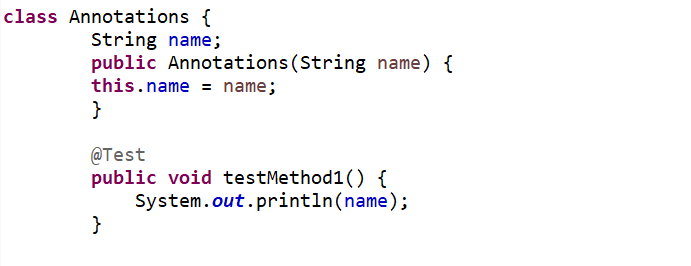 class Annotations {
String name;
public Annotations(String name) {
this.name = name;
}
@Test
public void testMethod1() {
System.out.println(name);
}